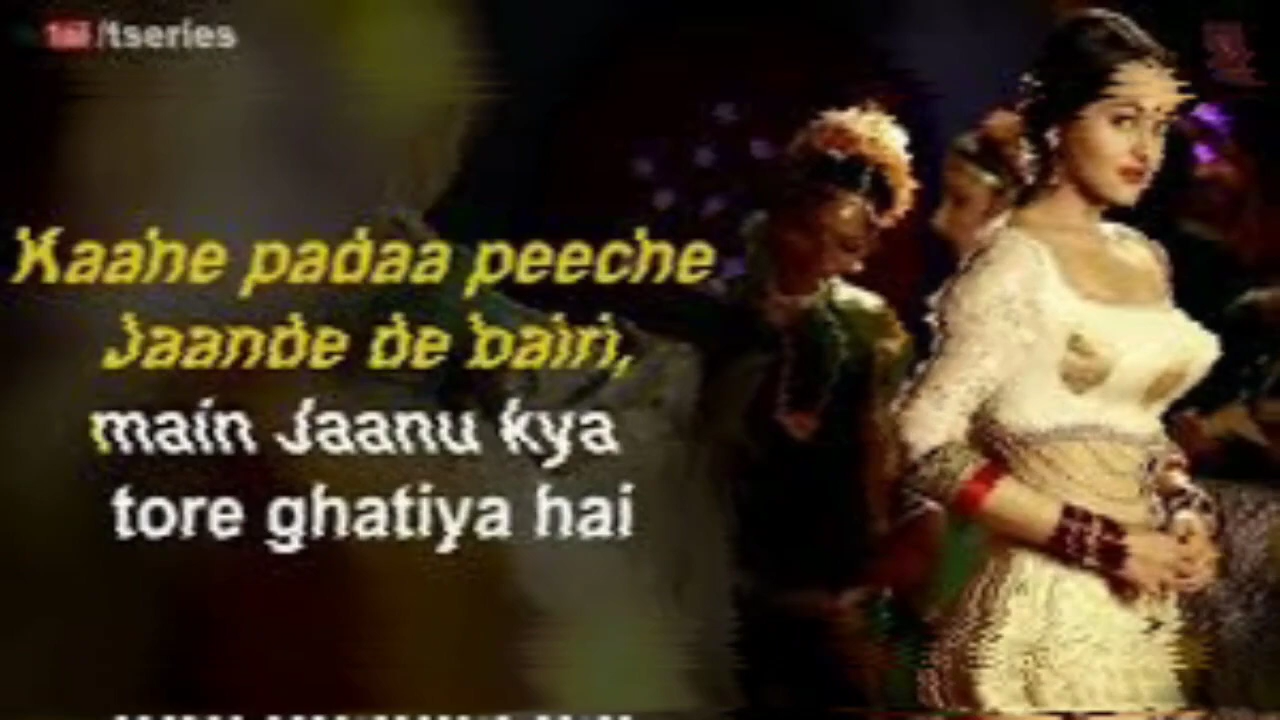 /tseries
Kaahe padaa peeche
Jaande de bairi,
main Jaanu kya
tore ghatiya hai